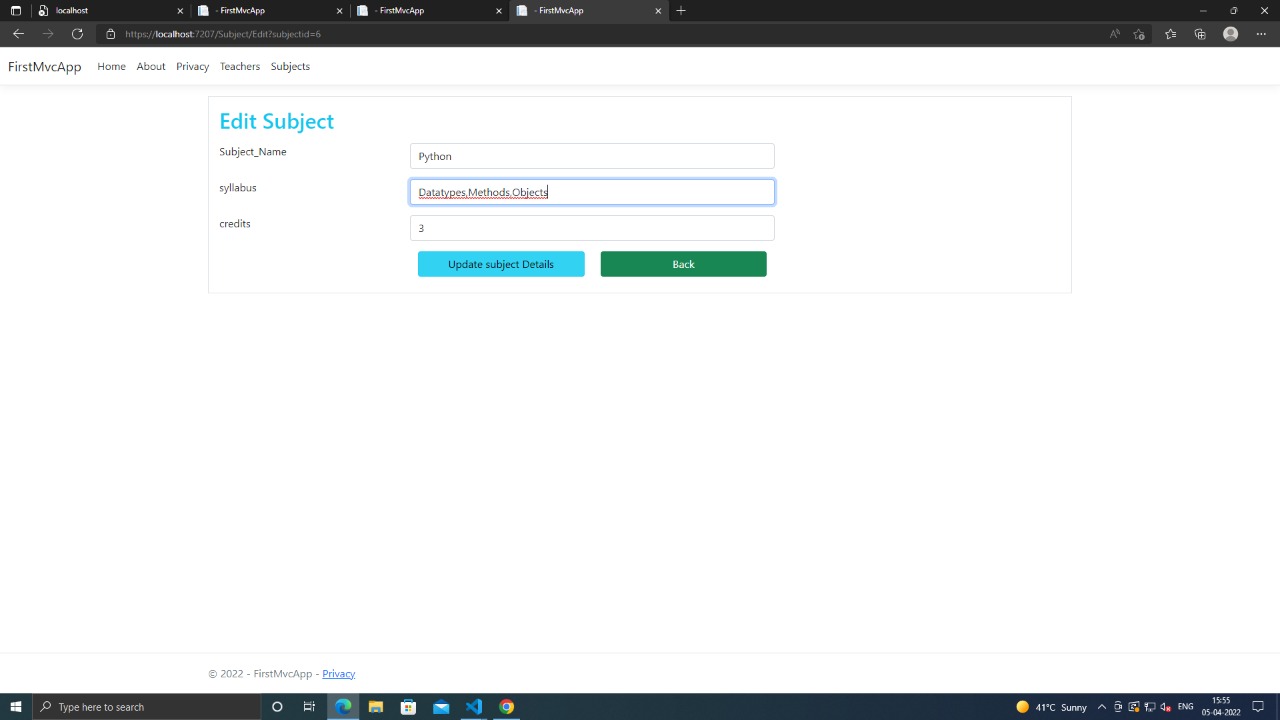 localhost
- FirstMvcApp
- FirstMvcApp
- FirstMvcApp
https://localhost:7207/Subject/Edit?subjectid=6
FirstMvcApp Home About Privacy Teachers Subjects
Edit Subject
Subject_Name Python
syllabus Datatypes,Methods,Objects
credits 3
Update subject Details Back
© 2022 - FirstMvcApp - Privacy
Type here to search
41°C Sunny
ENG
15:55
05-04-2022